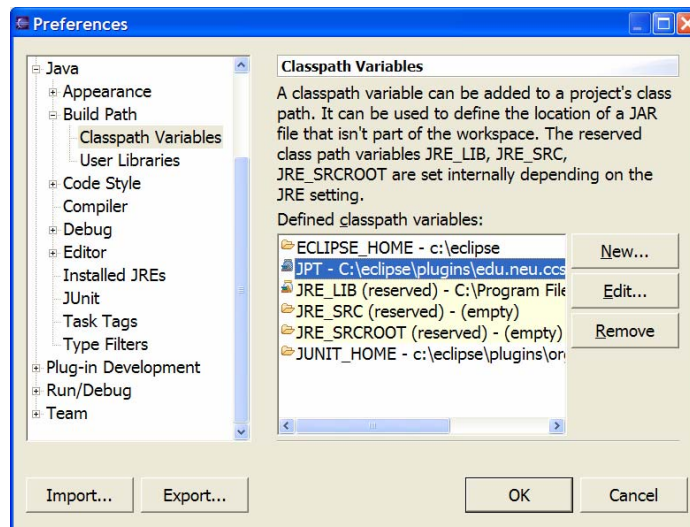 Preferences
Java
Appearance
Build Path
Classpath Variables
User Libraries
Code Style
Compiler
Debug
Editor
Installed JREs
JUnit
Task Tags
Type Filters
Plug-in Development
Run/Debug
Team
Classpath Variables
A classpath variable can be added to a project's class
path. It can be used to define the location of a JAR
file that isn't part of the workspace. The reserved
class path variables JRE_LIB, JRE_SRC,
JRE_SRCROOT are set internally depending on the
JRE setting.
Defined classpath variables:
ECLIPSE_HOME - c:\eclipse
JPT - C:\eclipse\plugins\edu.neu.ccs
JRE_LIB (reserved) - C:\Program File
JRE_SRC (reserved) - (empty)
JRE_SRCROOT (reserved) - (empty)
JUNIT_HOME - c:\eclipse\plugins\or
New...
Edit...
Remove
Import...
Export...
OK
Cancel